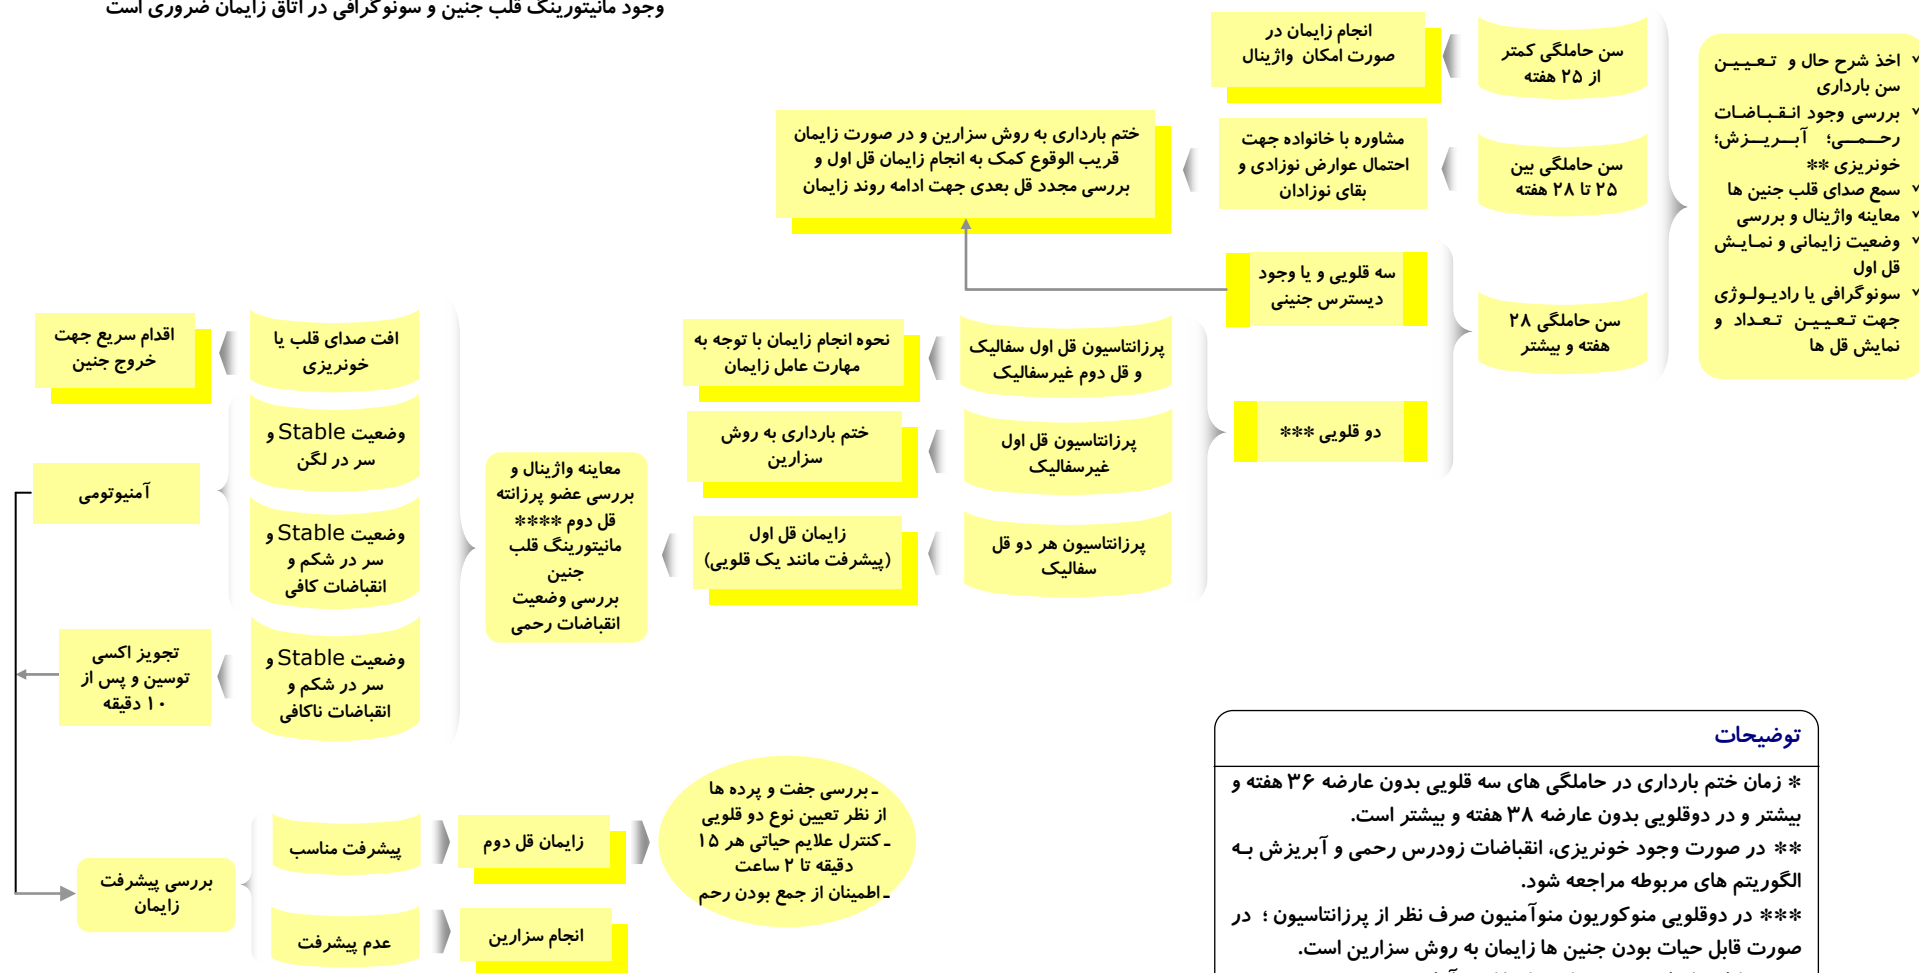 وجود مانیتورینگ قلب جنین و سونوگرافی در اتاق زایمان ضروری است
اخذ شرح حال و تعیین
سن بارداری
بررسی وجود انقباضات
رحمی؛ آبریزش؛
خونریزی **
سمع صدای قلب جنین ها
معاینه واژینال و بررسی
وضعیت زایمانی و نمایش
قل اول
سونوگرافی یا رادیولوژی
جهت تعیین تعداد و
نمایش قل ها
سن حاملگی کمتر
از ۲۵ هفته
انجام زایمان در
صورت امکان واژینال
سن حاملگی بین
۲۵ تا ۲۸ هفته
مشاوره با خانواده جهت
احتمال عوارض نوزادی و
بقای نوزادان
ختم بارداری به روش سزارین و در صورت زایمان
قریب الوقوع کمک به انجام زایمان قل اول و
بررسی مجدد قل بعدی جهت ادامه روند زایمان
سن حاملگی ۲۸
هفته و بیشتر
سه قلویی و یا وجود
دیسترس جنینی
دو قلویی ***
پرزانتاسیون قل اول سفالیک
و قل دوم غیرسفالیک
نحوه انجام زایمان با توجه به
مهارت عامل زایمان
پرزانتاسیون قل اول
غیرسفالیک
ختم بارداری به روش
سزارین
پرزانتاسیون هر دو قل
سفالیک
زایمان قل اول
(پیشرفت مانند یک قلویی)
معاینه واژینال و
بررسی عضو پرزانته
قل دوم ****
مانیتورینگ قلب
جنین
بررسی وضعیت
انقباضات رحمی
افت صدای قلب یا
خونریزی
اقدام سریع جهت
خروج جنین
وضعیت Stable و
سر در لگن
وضعیت Stable و
سر در شکم و
انقباضات کافی
آمنیوتومی
وضعیت Stable و
سر در شکم و
انقباضات ناکافی
تجویز اکسی
توسین و پس از
۱۰ دقیقه
بررسی پیشرفت
زایمان
پیشرفت مناسب
زایمان قل دوم
ـ بررسی جفت و پرده ها
از نظر تعیین نوع دو قلویی
ـ کنترل علایم حیاتی هر ۱۵
دقیقه تا ۲ ساعت
ـ اطمینان از جمع بودن رحم
عدم پیشرفت
انجام سزارین
توضیحات
* زمان ختم بارداری در حاملگی های سه قلویی بدون عارضه ۳۶ هفته و
بیشتر و در دوقلویی بدون عارضه ۳۸ هفته و بیشتر است.
** در صورت وجود خونریزی، انقباضات زودرس رحمی و آبریزش به
الگوریتم های مربوطه مراجعه شود.
*** در دوقلویی منوکوریون منوآمنیون صرف نظر از پرزانتاسیون ؛ در
صورت قابل حیات بودن جنین ها زایمان به روش سزارین است.